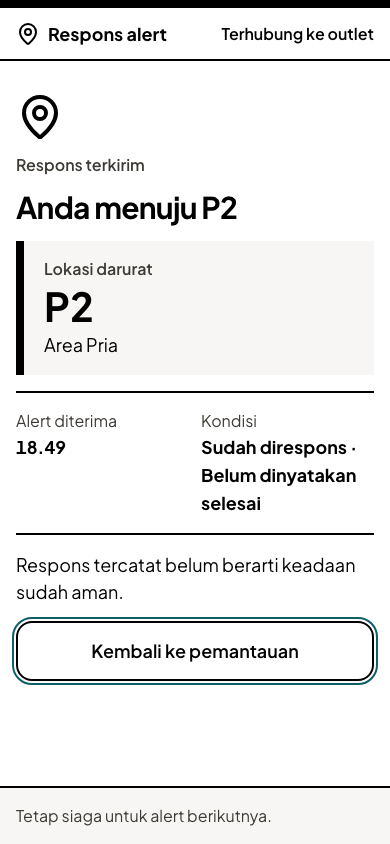 Respons alert
Terhubung ke outlet
Respons terkirim
Anda menuju P2
Lokasi darurat
P2
Area Pria
Alert diterima
18.49
Kondisi
Sudah direspons ·
Belum dinyatakan
selesai
Respons tercatat belum berarti keadaan
sudah aman.
Kembali ke pemantauan
Tetap siaga untuk alert berikutnya.